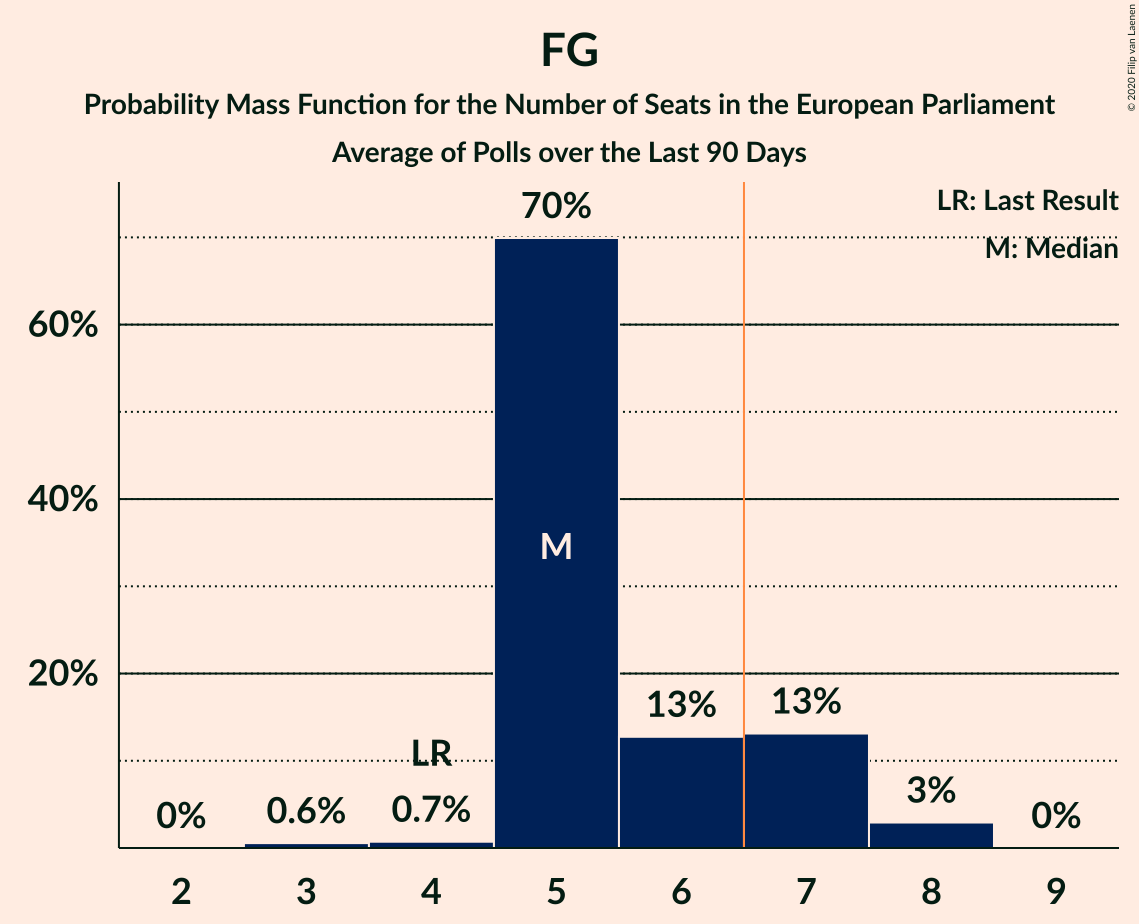 FG
Probability Mass Function for the Number of Seats in the European Parliament
Average of Polls over the Last 90 Days
© 2020 Filip van Laenen
LR: Last Result
M: Median
70%
60%
40%
20%
M
LR
0%
0.6%
0.7%
13%
13%
3%
0%
2 3 4 5 6 7 8 9